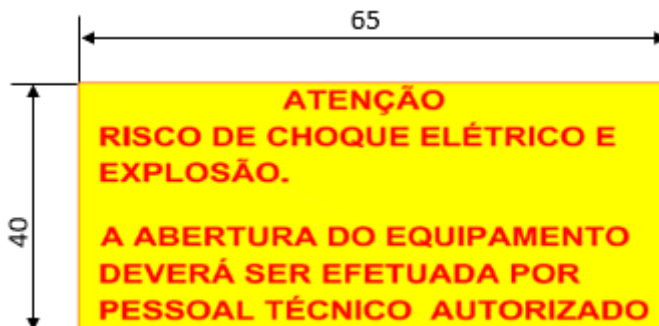 65
40
ATENÇÃO
RISCO DE CHOQUE ELÉTRICO E
EXPLOSÃO.
A ABERTURA DO EQUIPAMENTO
DEVERÁ SER EFETUADA POR
PESSOAL TÉCNICO AUTORIZADO